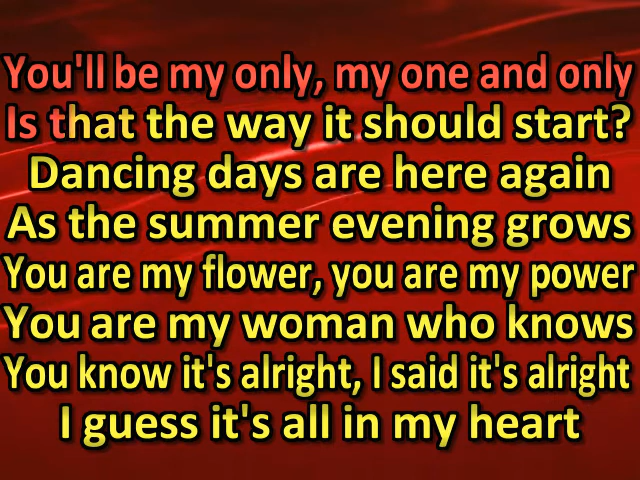 You'll be my only, my one and only
Is that the way it should start?
Dancing days are here again
As the summer evening grows
You are my flower, you are my power
You are my woman who knows
You know it's alright, I said it's alright
I guess it's all in my heart